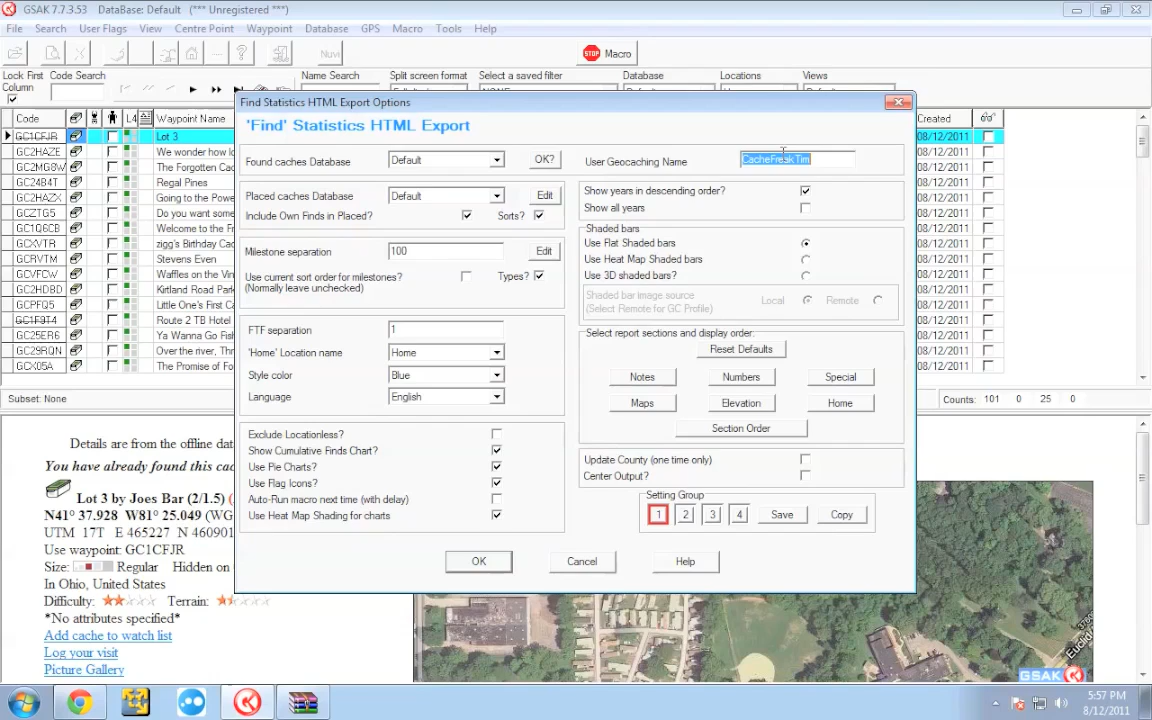 GSAK 7.7.3.53 DataBase: Default * (Unregistered) *
File Search User Flags View Centre Point Waypoint Database GPS Macro Tools Help
STOP Macro
Lock First Column
Code Search
Name Search
Split screen format
Select a saved filter
Database
Locations
Views
Code L4 Waypoint Name Created
GC1CFJR Lot 3 08/12/2011
GC2HAZE We wonder how lo 08/12/2011
GC2MG8W The Forgotten Cac 08/12/2011
GC24B4T Regal Pines 08/12/2011
GC2HAZX Going to the Powe 08/12/2011
GCZTG5 Do you want some 08/12/2011
GC1Q6CB Welcome to the Fr 08/12/2011
GCXVTR zigg's Birthday Cac 08/12/2011
GCRVTM Stevens Even 08/12/2011
GCVFCW Waffles on the Vin 08/12/2011
GC2HDBD Kirtland Road Park 08/12/2011
GCPFQ5 Little One's First Ca 08/12/2011
GC1F9T4 Route 2 TB Hotel 08/12/2011
GC25ER6 Ya Wanna Go Fish 08/12/2011
GC29RQN Over the river, Thr 08/12/2011
GCX05A The Promise of Fo 08/12/2011
Subset: None
Counts: 101 0 25 0
Find Statistics HTML Export Options
'Find' Statistics HTML Export
Found caches Database Default OK?
Placed caches Database Default Edit
Include Own Finds in Placed? Sorts?
Milestone separation 100 Edit
Use current sort order for milestones? Types?
(Normally leave unchecked)
FTF separation 1
'Home' Location name Home
Style color Blue
Language English
Exclude Locationless?
Show Cumulative Finds Chart?
Use Pie Charts?
Use Flag Icons?
Auto-Run macro next time (with delay)
Use Heat Map Shading for charts
User Geocaching Name CacheFreakTim
Show years in descending order?
Show all years
Shaded bars
Use Flat Shaded bars
Use Heat Map Shaded bars
Use 3D shaded bars?
Shaded bar image source Local Remote
(Select Remote for GC Profile)
Select report sections and display order:
Reset Defaults
Notes Numbers Special
Maps Elevation Home
Section Order
Update County (one time only)
Center Output?
Setting Group
1 2 3 4 Save Copy
OK Cancel Help
Details are from the offline dat
You have already found this cac
Lot 3 by Joes Bar (2/1.5)
N41° 37.928 W81° 25.049 (WG
UTM 17T E 465227 N 460901
Use waypoint: GC1CFJR
Size: Regular Hidden on
In Ohio, United States
Difficulty: Terrain:
*No attributes specified*
Add cache to watch list
Log your visit
Picture Gallery
Euclid
GSAK
5:57 PM
8/12/2011